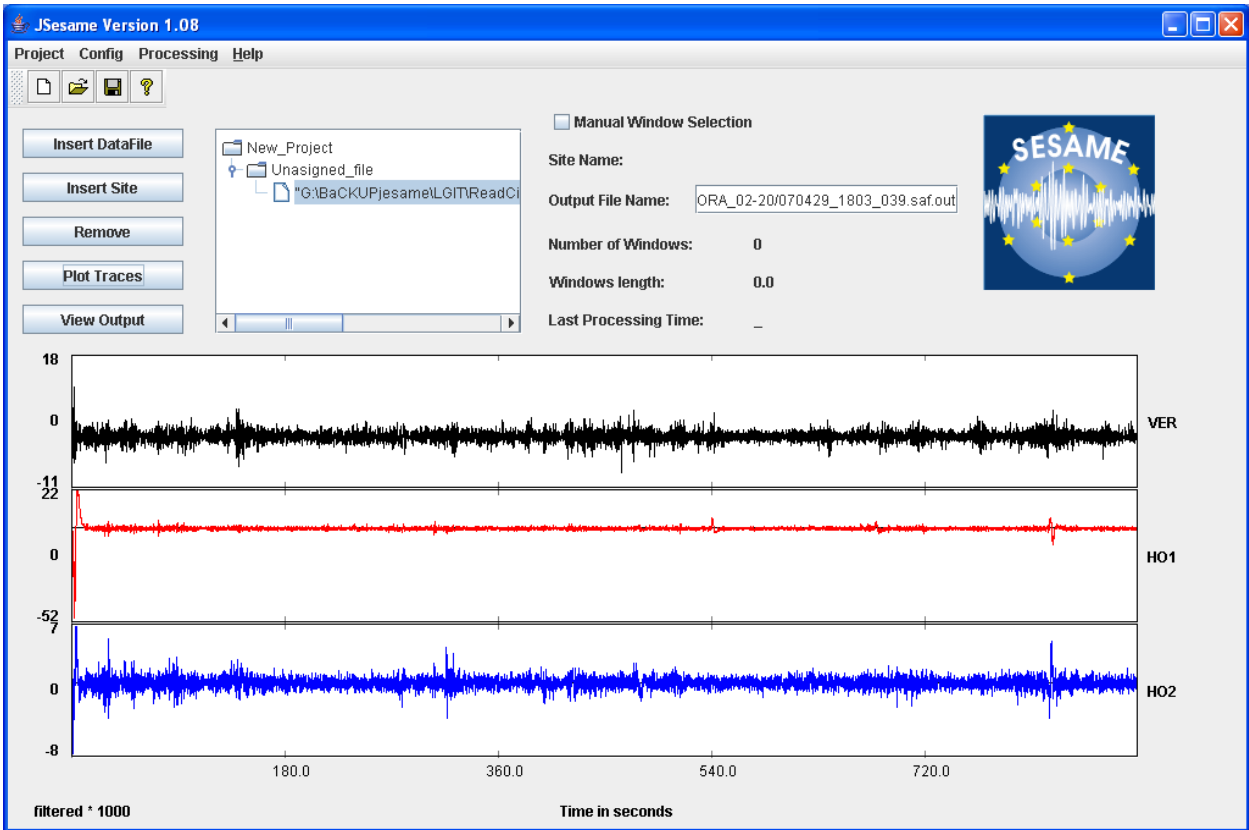 JSesame Version 1.08
Project Config Processing Help
Insert DataFile
Insert Site
Remove
Plot Traces
View Output
New_Project
Unasigned_file
"G:\BaCKUPjesame\LGIT\ReadCi
Manual Window Selection
Site Name:
Output File Name: ORA_02-20/070429_1803_039.saf.out
Number of Windows: 0
Windows length: 0.0
Last Processing Time: _
SESAME
18
0
-11
VER
22
0
-52
HO1
7
0
-8
HO2
180.0 360.0 540.0 720.0
filtered * 1000 Time in seconds